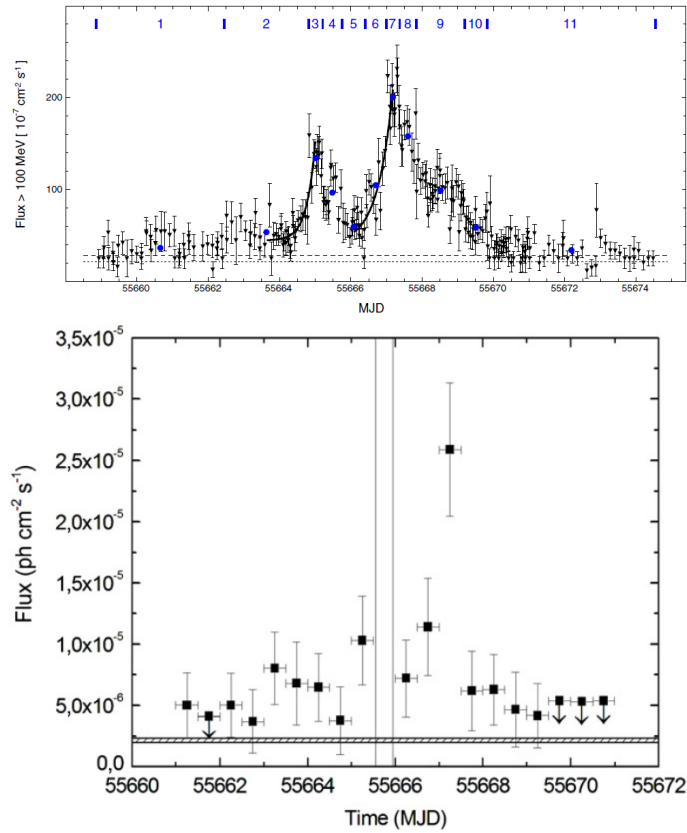 1 2 3 4 5 6 7 8 9 10 11
Flux > 100 MeV [ 10⁻⁷ cm⁻² s⁻¹]
200
100
55660 55662 55664 55666 55668 55670 55672 55674
MJD
3,5x10⁻⁵
3,0x10⁻⁵
2,5x10⁻⁵
1,5x10⁻⁵
1,0x10⁻⁵
5,0x10⁻⁶
0,0
Flux (ph cm⁻² s⁻¹)
55660 55662 55664 55666 55668 55670 55672
Time (MJD)